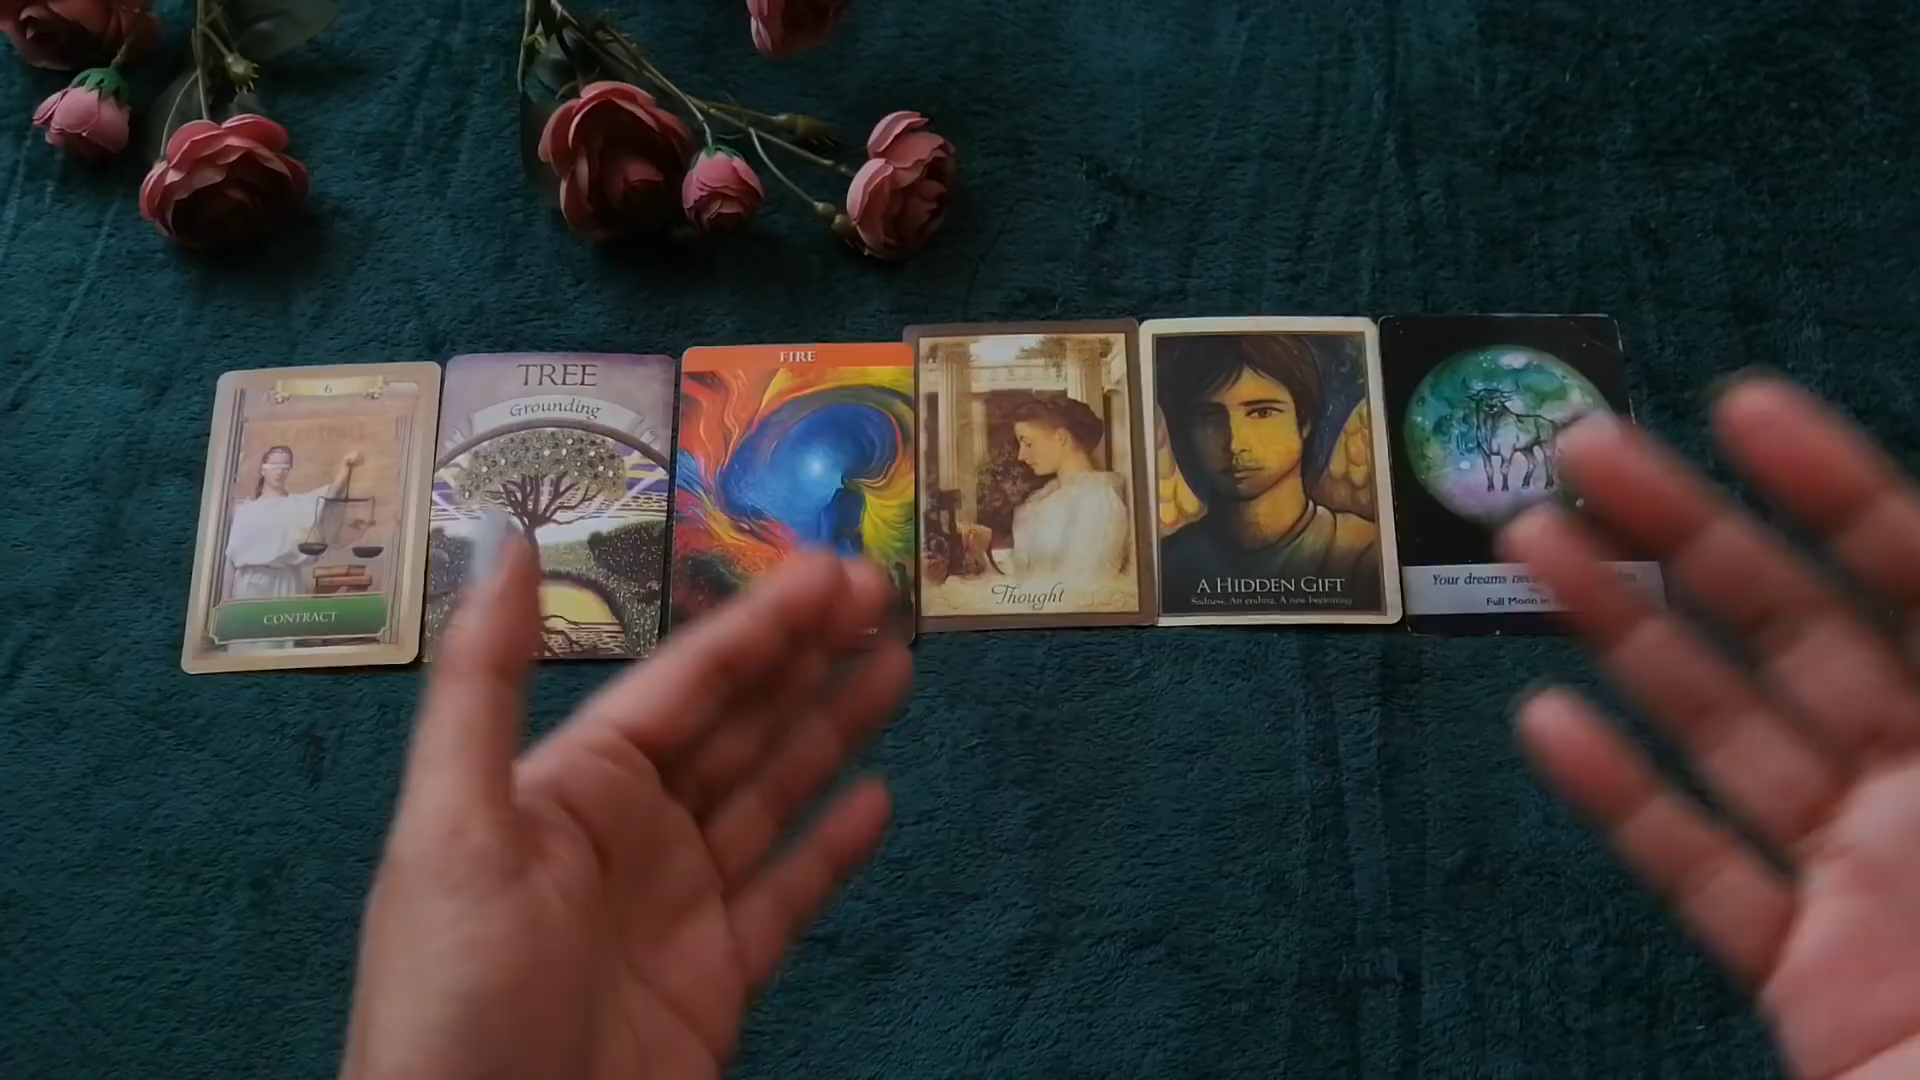 6
CONTRACT
TREE
Grounding
FIRE
Thought
A HIDDEN GIFT
Sadness. An ending. A new beginning
Your dreams
Full Moon in